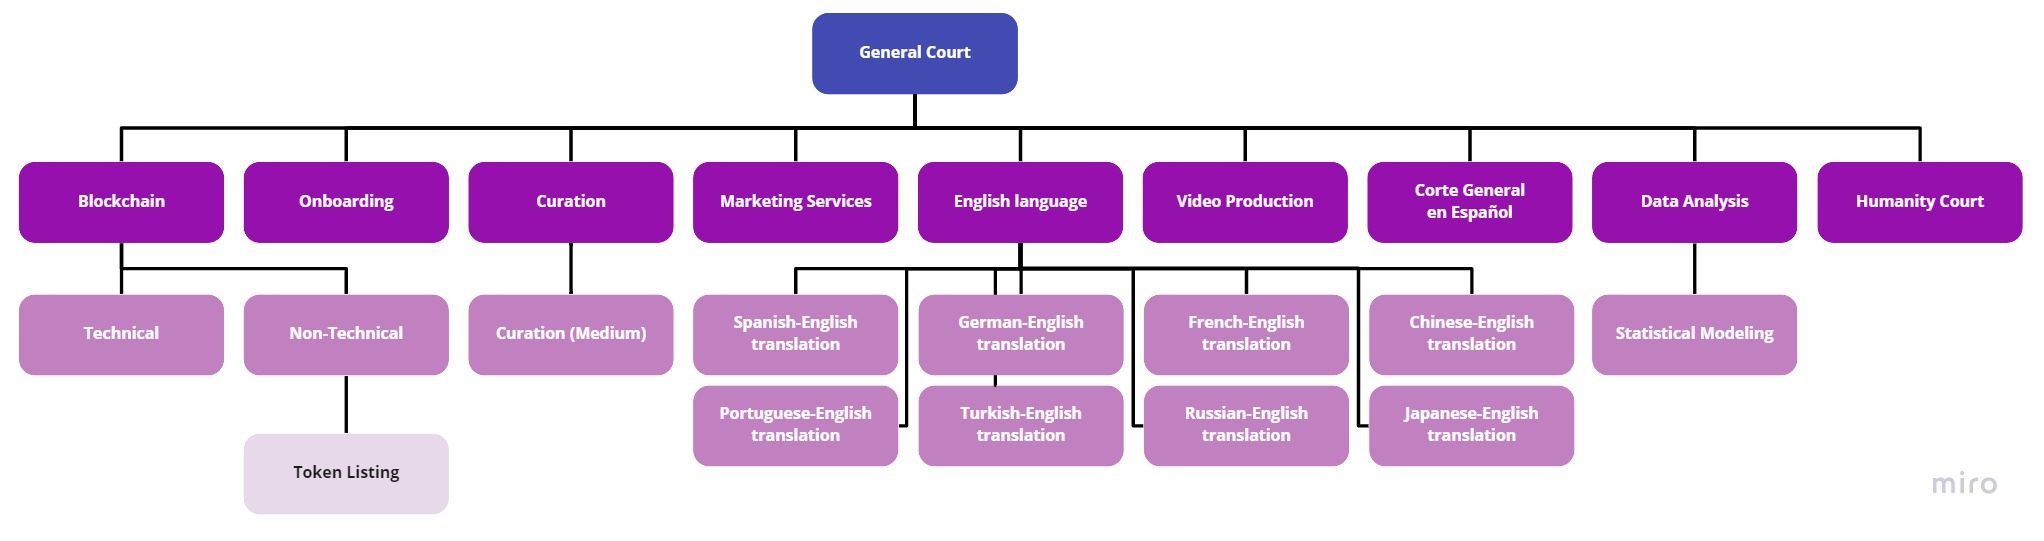 General Court
Blockchain
Onboarding
Curation
Marketing Services
English language
Video Production
Corte General
en Español
Data Analysis
Humanity Court
Technical
Non-Technical
Curation (Medium)
Spanish-English
translation
German-English
translation
French-English
translation
Chinese-English
translation
Statistical Modeling
Portuguese-English
translation
Turkish-English
translation
Russian-English
translation
Japanese-English
translation
Token Listing
miro